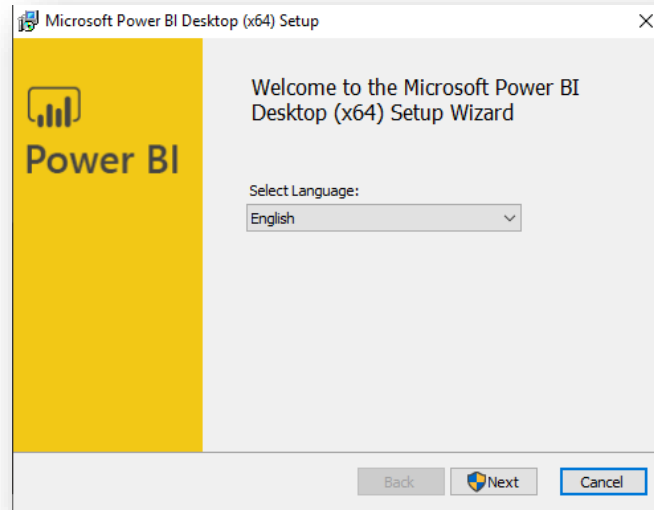 Microsoft Power BI Desktop (x64) Setup
Power BI
Welcome to the Microsoft Power BI
Desktop (x64) Setup Wizard
Select Language:
English
Back
Next
Cancel